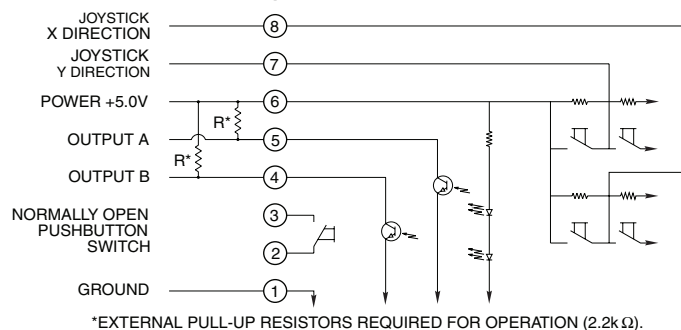 JOYSTICK
X DIRECTION
8
JOYSTICK
Y DIRECTION
7
POWER +5.0V
6
R*
OUTPUT A
5
R*
OUTPUT B
4
NORMALLY OPEN
PUSHBUTTON
SWITCH
3
2
GROUND
1
*EXTERNAL PULL-UP RESISTORS REQUIRED FOR OPERATION (2.2kΩ).